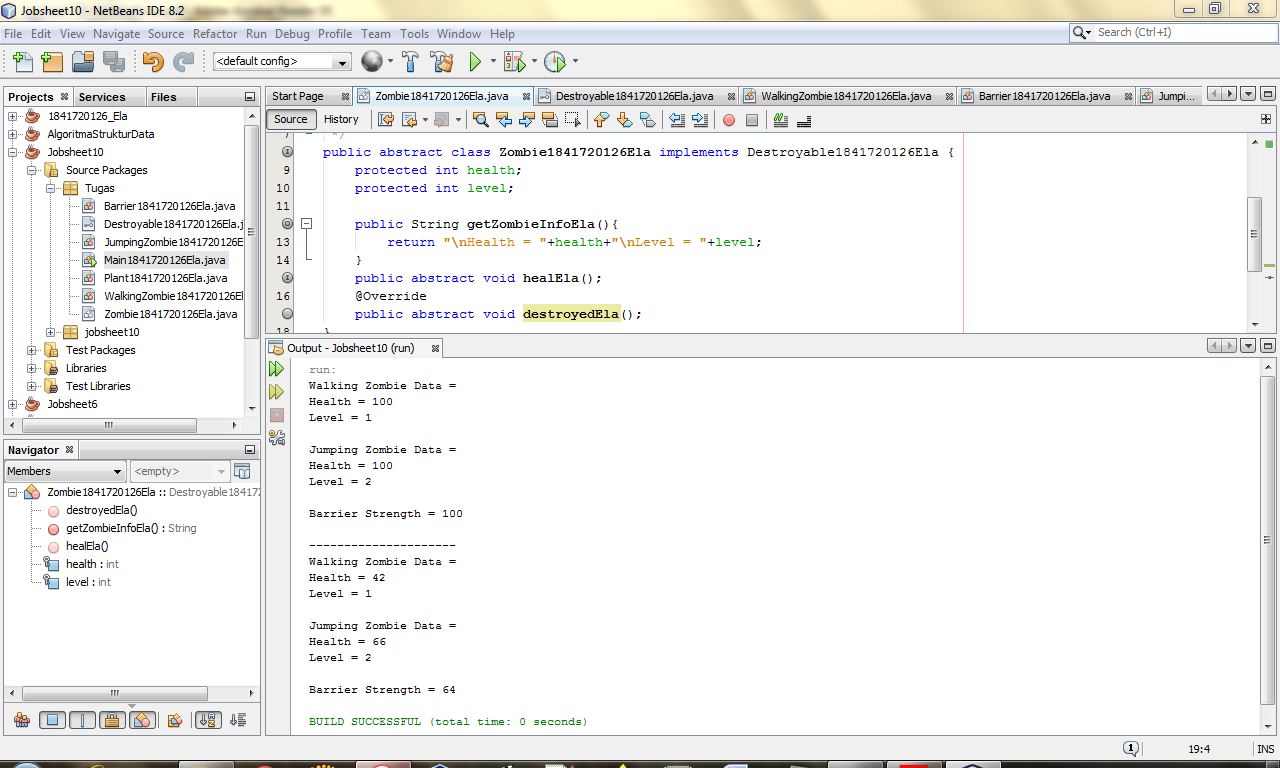 Jobsheet10 - NetBeans IDE 8.2
File Edit View Navigate Source Refactor Run Debug Profile Team Tools Window Help
Search (Ctrl+I)
<default config>
Projects Services Files
1841720126_Ela
AlgoritmaStrukturData
Jobsheet10
Source Packages
Tugas
Barrier1841720126Ela.java
Destroyable1841720126Ela.j
JumpingZombie1841720126E
Main1841720126Ela.java
Plant1841720126Ela.java
WalkingZombie1841720126El
Zombie1841720126Ela.java
jobsheet10
Test Packages
Libraries
Test Libraries
Jobsheet6
Navigator
Members <empty>
Zombie1841720126Ela :: Destroyable18417
destroyedEla()
getZombieInfoEla() : String
healEla()
health : int
level : int
Start Page Zombie1841720126Ela.java Destroyable1841720126Ela.java WalkingZombie1841720126Ela.java Barrier1841720126Ela.java Jumpi...
Source History
7 */
public abstract class Zombie1841720126Ela implements Destroyable1841720126Ela {
9 protected int health;
10 protected int level;
11
public String getZombieInfoEla(){
13 return "\nHealth = "+health+"\nLevel = "+level;
14 }
public abstract void healEla();
16 @Override
public abstract void destroyedEla();
18 }
Output - Jobsheet10 (run)
run:
Walking Zombie Data =
Health = 100
Level = 1
Jumping Zombie Data =
Health = 100
Level = 2
Barrier Strength = 100
---------------------
Walking Zombie Data =
Health = 42
Level = 1
Jumping Zombie Data =
Health = 66
Level = 2
Barrier Strength = 64
BUILD SUCCESSFUL (total time: 0 seconds)
1 19:4 INS